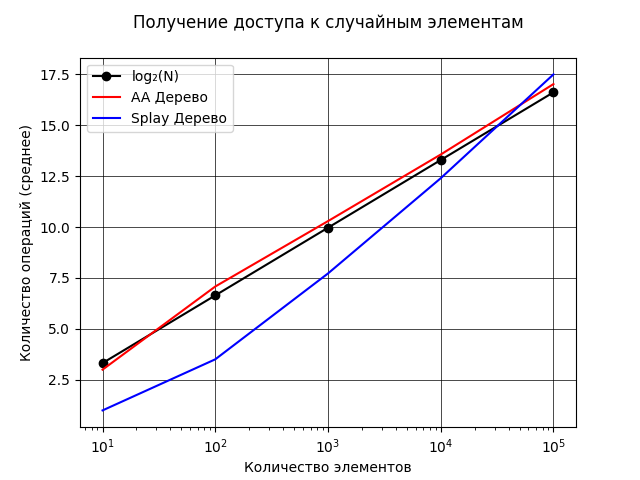 Получение доступа к случайным элементам
log₂(N)
AA Дерево
Splay Дерево
17.5
15.0
12.5
10.0
7.5
5.0
2.5
Количество операций (среднее)
10¹ 10² 10³ 10⁴ 10⁵
Количество элементов